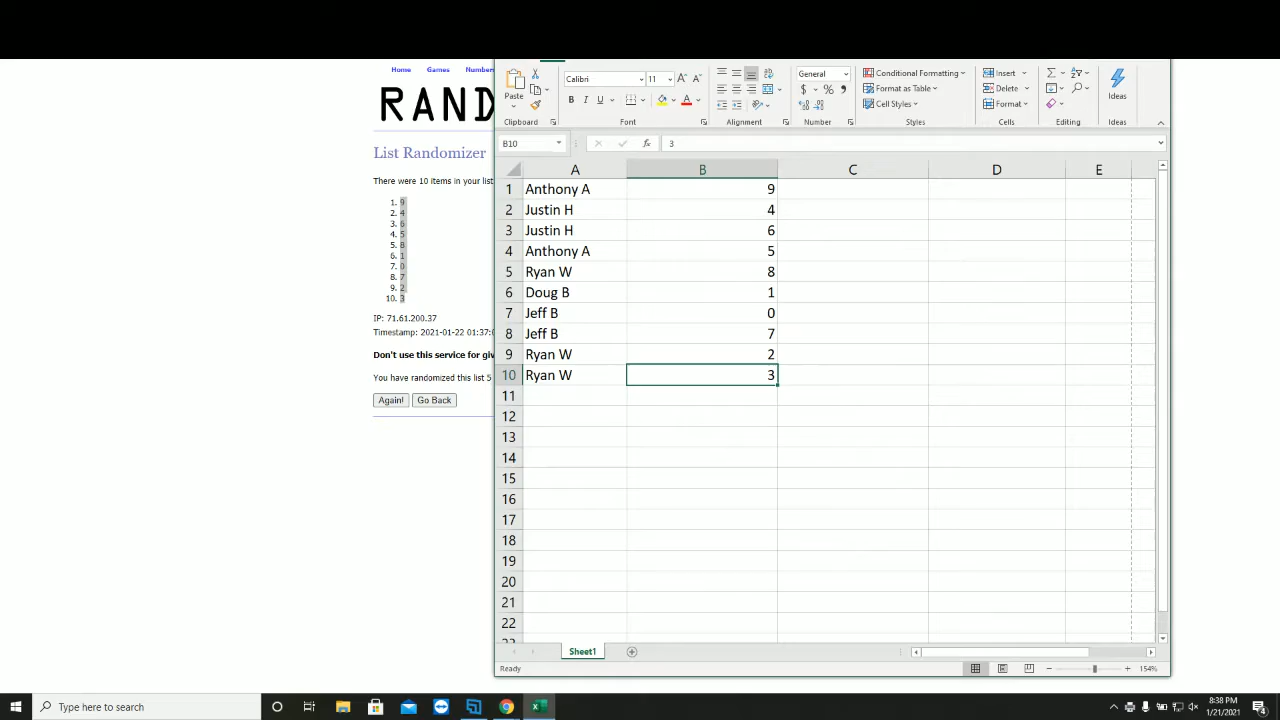 Home Games Number
RAND
List Randomizer
There were 10 items in your list
1. 9
2. 4
3. 6
4. 5
5. 8
6. 1
7. 0
8. 7
9. 2
10. 3
IP: 71.61.200.37
Timestamp: 2021-01-22 01:37:0
Don't use this service for giv
You have randomized this list 5
Again! Go Back
Paste
Calibri 11
B I U
General
$ % ,
Conditional Formatting
Format as Table
Cell Styles
Insert
Delete
Format
Ideas
Clipboard Font Alignment Number Styles Cells Editing Ideas
B10 fx 3
A B C D E
1 Anthony A 9
2 Justin H 4
3 Justin H 6
4 Anthony A 5
5 Ryan W 8
6 Doug B 1
7 Jeff B 0
8 Jeff B 7
9 Ryan W 2
10 Ryan W 3
11
12
13
14
15
16
17
18
19
20
21
22
Sheet1
Ready 154%
Type here to search
8:38 PM
1/21/2021
4